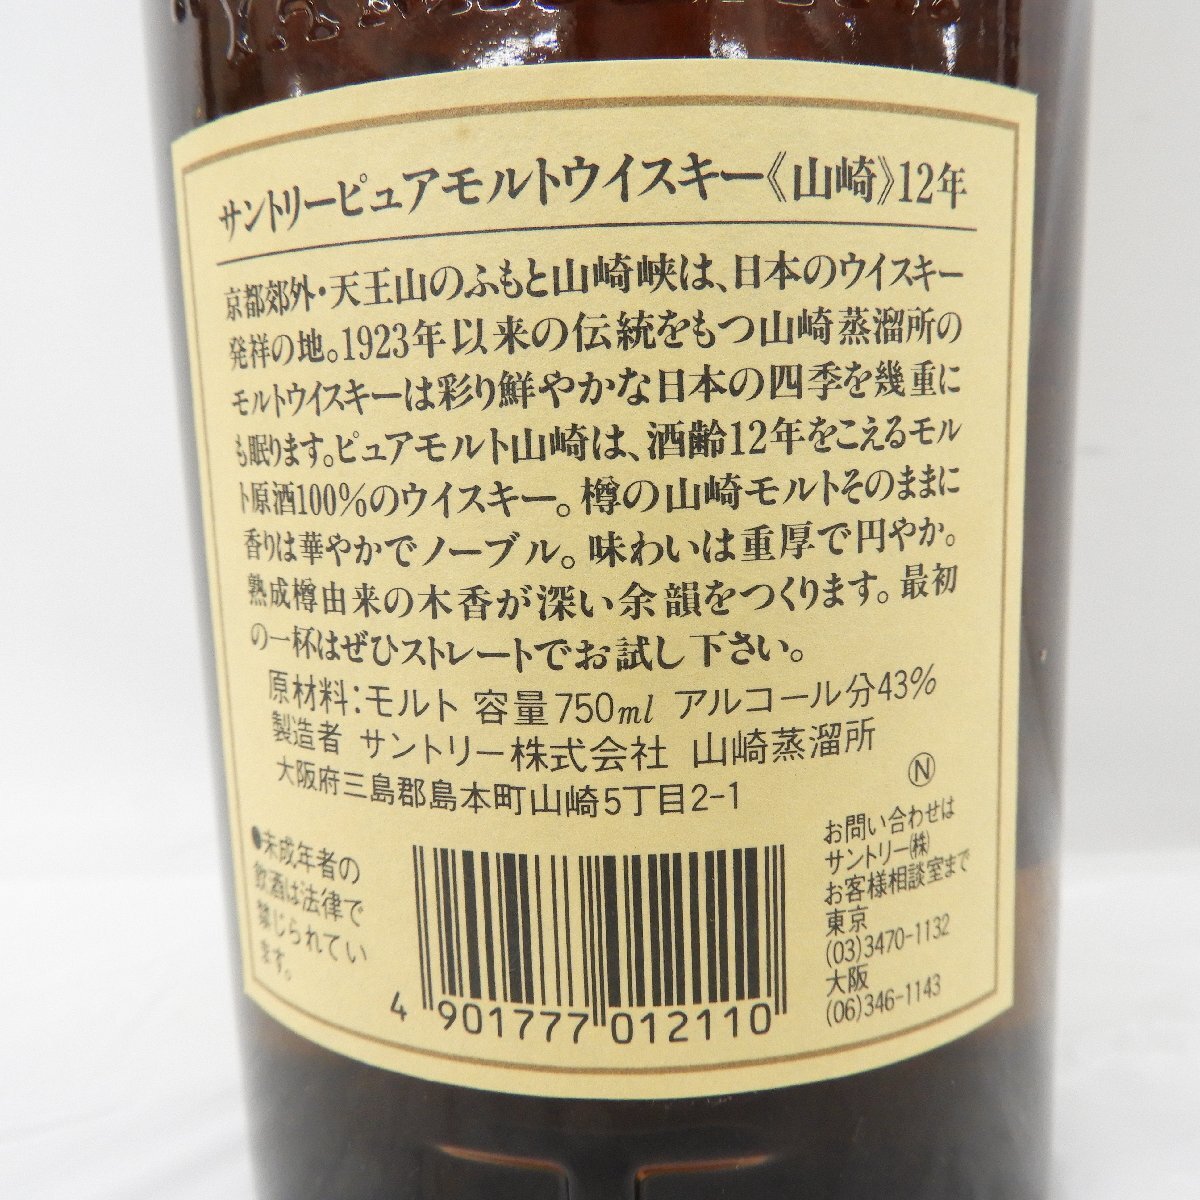 サントリーピュアモルトウイスキー《山崎》12年
京都郊外・天王山のふもと山崎峡は、日本のウイスキー
発祥の地。1923年以来の伝統をもつ山崎蒸溜所の
モルトウイスキーは彩り鮮やかな日本の四季を幾重に
も眠ります。ピュアモルト山崎は、酒齢12年をこえるモル
ト原酒100%のウイスキー。樽の山崎モルトそのままに
香りは華やかでノーブル。味わいは重厚で円やか。
熟成樽由来の木香が深い余韻をつくります。最初
の一杯はぜひストレートでお試し下さい。
原材料:モルト 容量750ml アルコール分43%
製造者 サントリー株式会社 山崎蒸溜所
大阪府三島郡島本町山崎5丁目2-1
●未成年者の
飲酒は法律で
禁じられてい
ます。
4 901777 012110
Ⓝ
お問い合わせは
サントリー㈱
お客様相談室まで
東京
(03)3470-1132
大阪
(06)346-1143